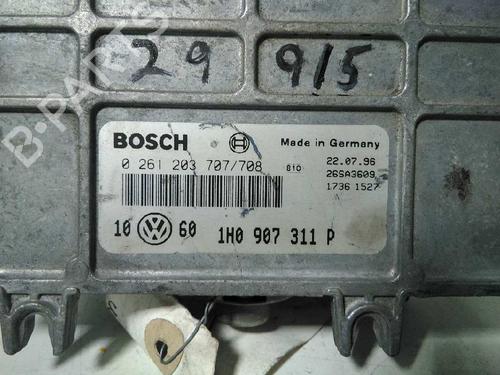 29 915
B-PARTS
BOSCH
Made in Germany
0 261 203 707/708
810
22.07.96
26SA3609
1736 1527
10 60
1H0 907 311 P